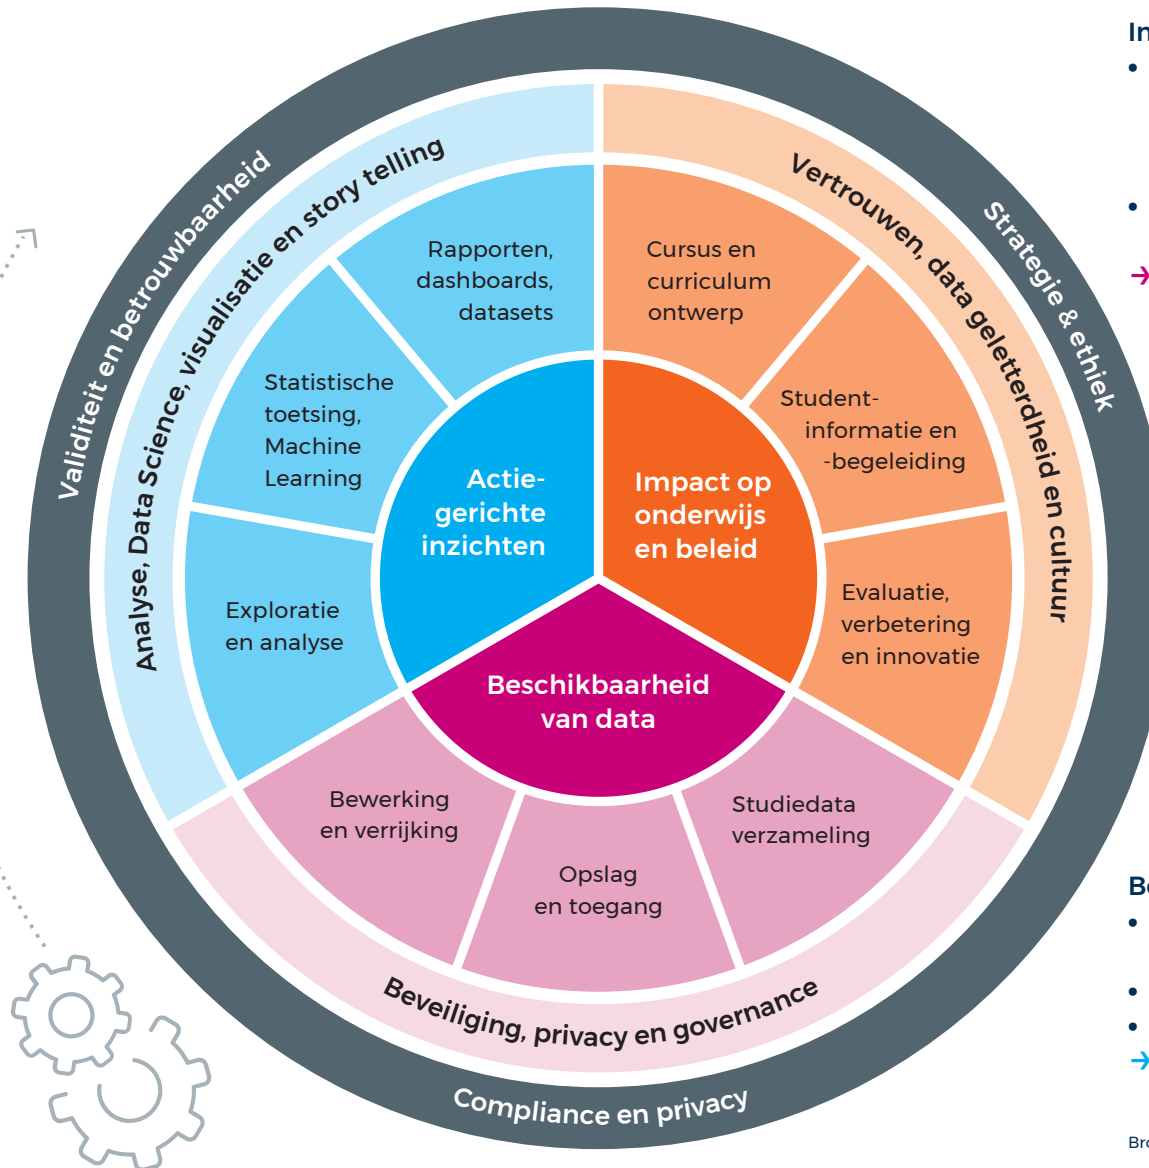 Validiteit en betrouwbaarheid
Strategie & ethiek
Compliance en privacy
Analyse, Data Science, visualisatie en story telling
Vertrouwen, data geletterdheid en cultuur
Beveiliging, privacy en governance
Rapporten,
dashboards,
datasets
Statistische
toetsing,
Machine
Learning
Exploratie
en analyse
Cursus en
curriculum
ontwerp
Student-
informatie en
-begeleiding
Evaluatie,
verbetering
en innovatie
Actie-
gerichte
inzichten
Impact op
onderwijs
en beleid
Beschikbaarheid
van data
Bewerking
en verrijking
Opslag
en toegang
Studiedata
verzameling